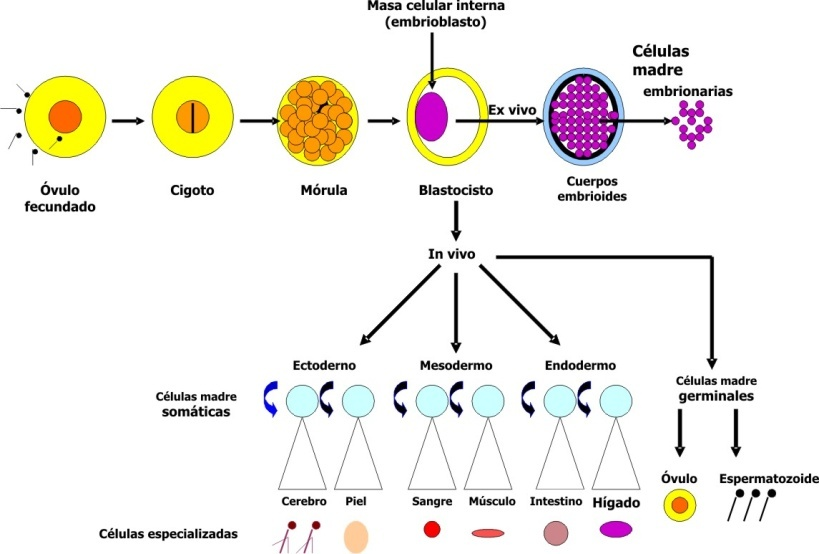 Masa celular interna
(embrioblasto)
Células
madre
embrionarias
Ex vivo
Óvulo
fecundado
Cigoto
Mórula
Blastocisto
Cuerpos
embrioides
In vivo
Ectoderno
Mesodermo
Endodermo
Células madre
somáticas
Células madre
germinales
Cerebro
Piel
Sangre
Músculo
Intestino
Hígado
Óvulo
Espermatozoide
Células especializadas